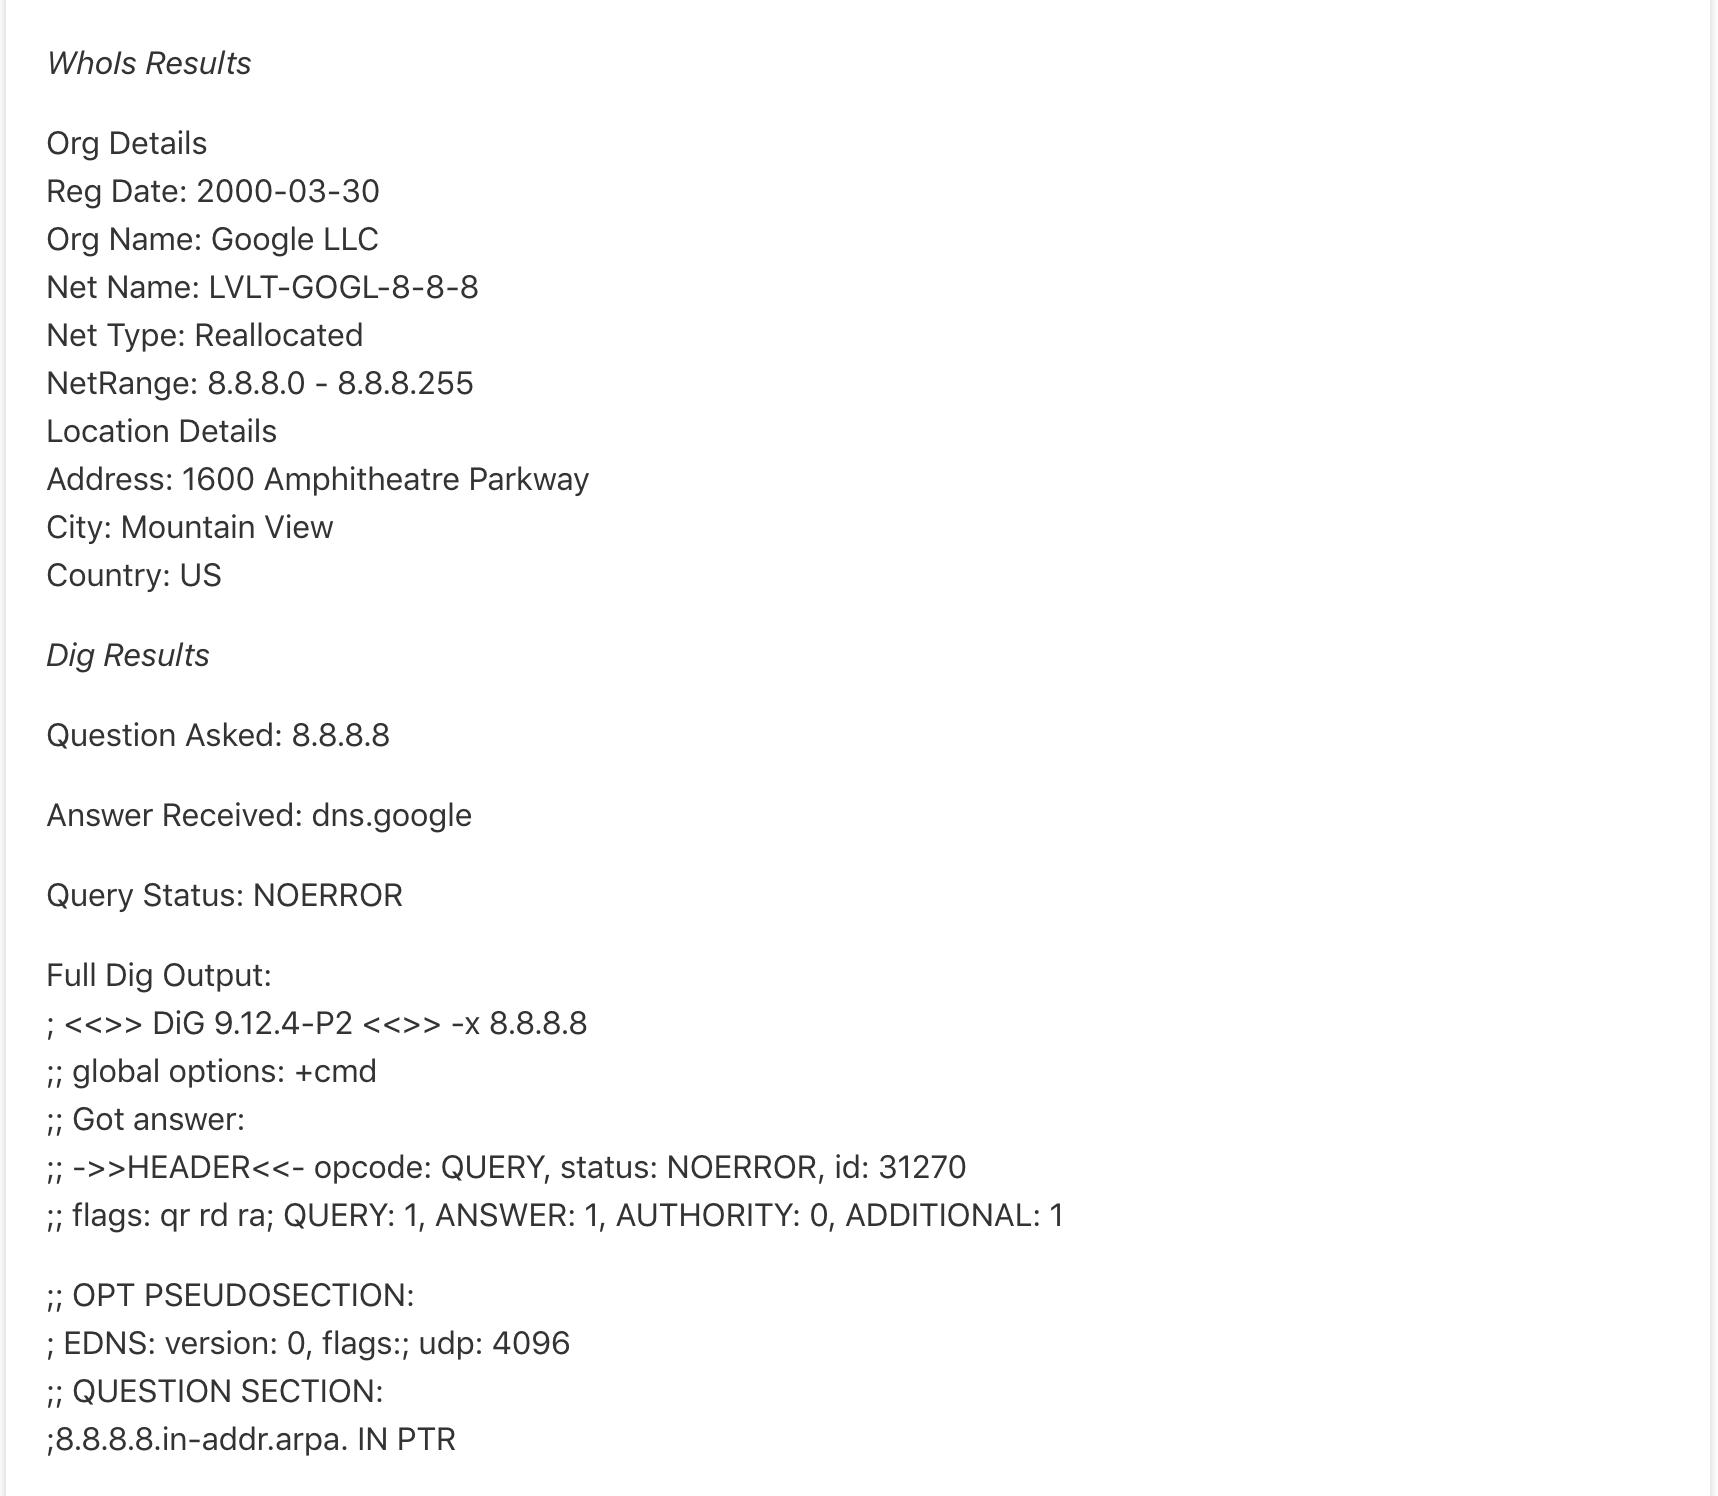 WhoIs Results
Org Details
Reg Date: 2000-03-30
Org Name: Google LLC
Net Name: LVLT-GOGL-8-8-8
Net Type: Reallocated
NetRange: 8.8.8.0 - 8.8.8.255
Location Details
Address: 1600 Amphitheatre Parkway
City: Mountain View
Country: US
Dig Results
Question Asked: 8.8.8.8
Answer Received: dns.google
Query Status: NOERROR
Full Dig Output:
; <<>> DiG 9.12.4-P2 <<>> -x 8.8.8.8
;; global options: +cmd
;; Got answer:
;; ->>HEADER<<- opcode: QUERY, status: NOERROR, id: 31270
;; flags: qr rd ra; QUERY: 1, ANSWER: 1, AUTHORITY: 0, ADDITIONAL: 1
;; OPT PSEUDOSECTION:
; EDNS: version: 0, flags:; udp: 4096
;; QUESTION SECTION:
;8.8.8.8.in-addr.arpa. IN PTR